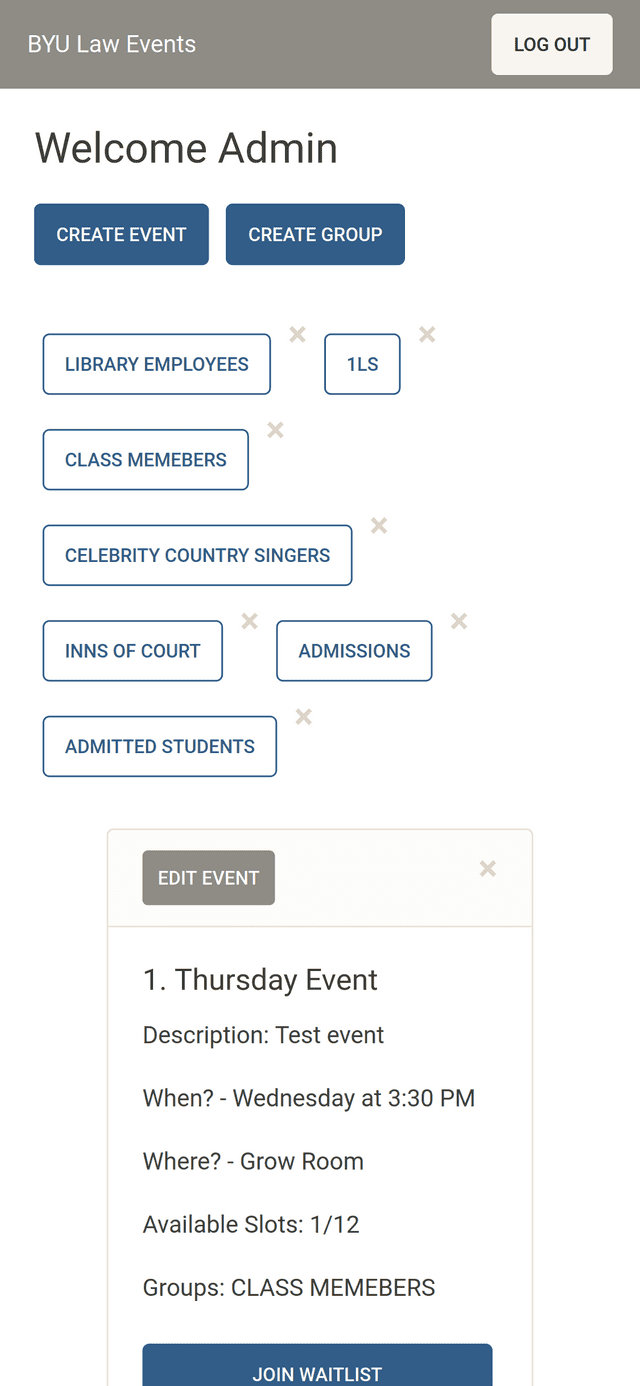 BYU Law Events
LOG OUT
Welcome Admin
CREATE EVENT
CREATE GROUP
LIBRARY EMPLOYEES
1LS
CLASS MEMEBERS
CELEBRITY COUNTRY SINGERS
INNS OF COURT
ADMISSIONS
ADMITTED STUDENTS
EDIT EVENT
1. Thursday Event
Description: Test event
When? - Wednesday at 3:30 PM
Where? - Grow Room
Available Slots: 1/12
Groups: CLASS MEMEBERS
JOIN WAITLIST